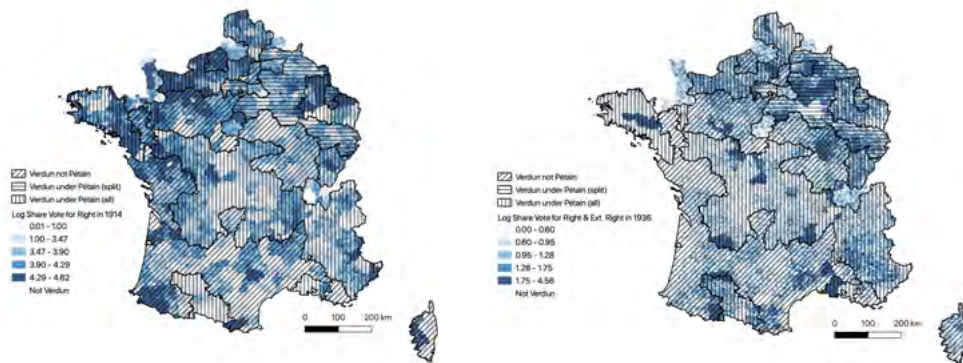 Verdun not Pétain
Verdun under Pétain (split)
Verdun under Pétain (all)
Log Share Vote for Right in 1914
0.01 - 1.00
1.00 - 3.47
3.47 - 3.90
3.90 - 4.29
4.29 - 4.62
Not Verdun
0 100 200 km
Verdun not Pétain
Verdun under Pétain (split)
Verdun under Pétain (all)
Log Share Vote for Right & Ext. Right in 1936
0.00 - 0.60
0.60 - 0.95
0.95 - 1.28
1.28 - 1.75
1.75 - 4.56
Not Verdun
0 100 200 km